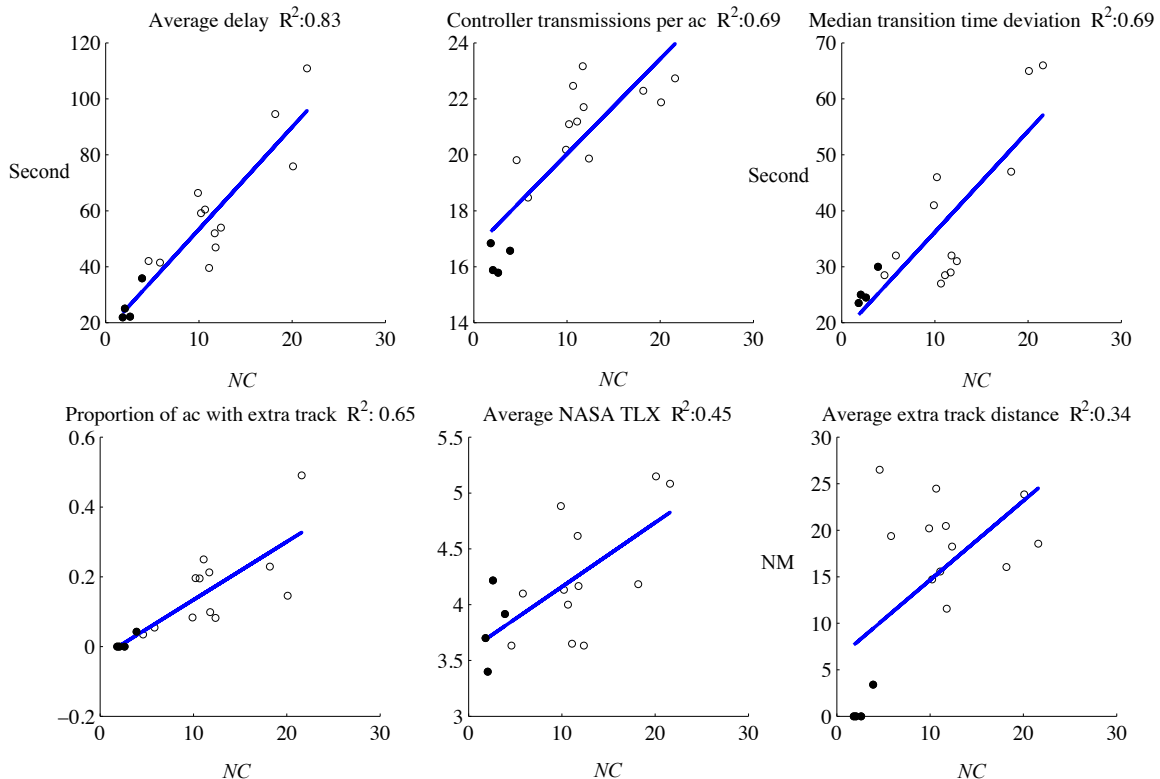 Average delay R²:0.83
120
100
Second
80
60
40
20
0 10 20 30
NC
Controller transmissions per ac R²:0.69
24
22
20
18
16
14
0 10 20 30
NC
Median transition time deviation R²:0.69
70
60
Second
50
40
30
20
0 10 20 30
NC
Proportion of ac with extra track R²: 0.65
0.6
0.4
0.2
0
–0.2
0 10 20 30
NC
Average NASA TLX R²:0.45
5.5
5
4.5
4
3.5
3
0 10 20 30
NC
Average extra track distance R²:0.34
30
25
20
NM
15
10
5
0
0 10 20 30
NC